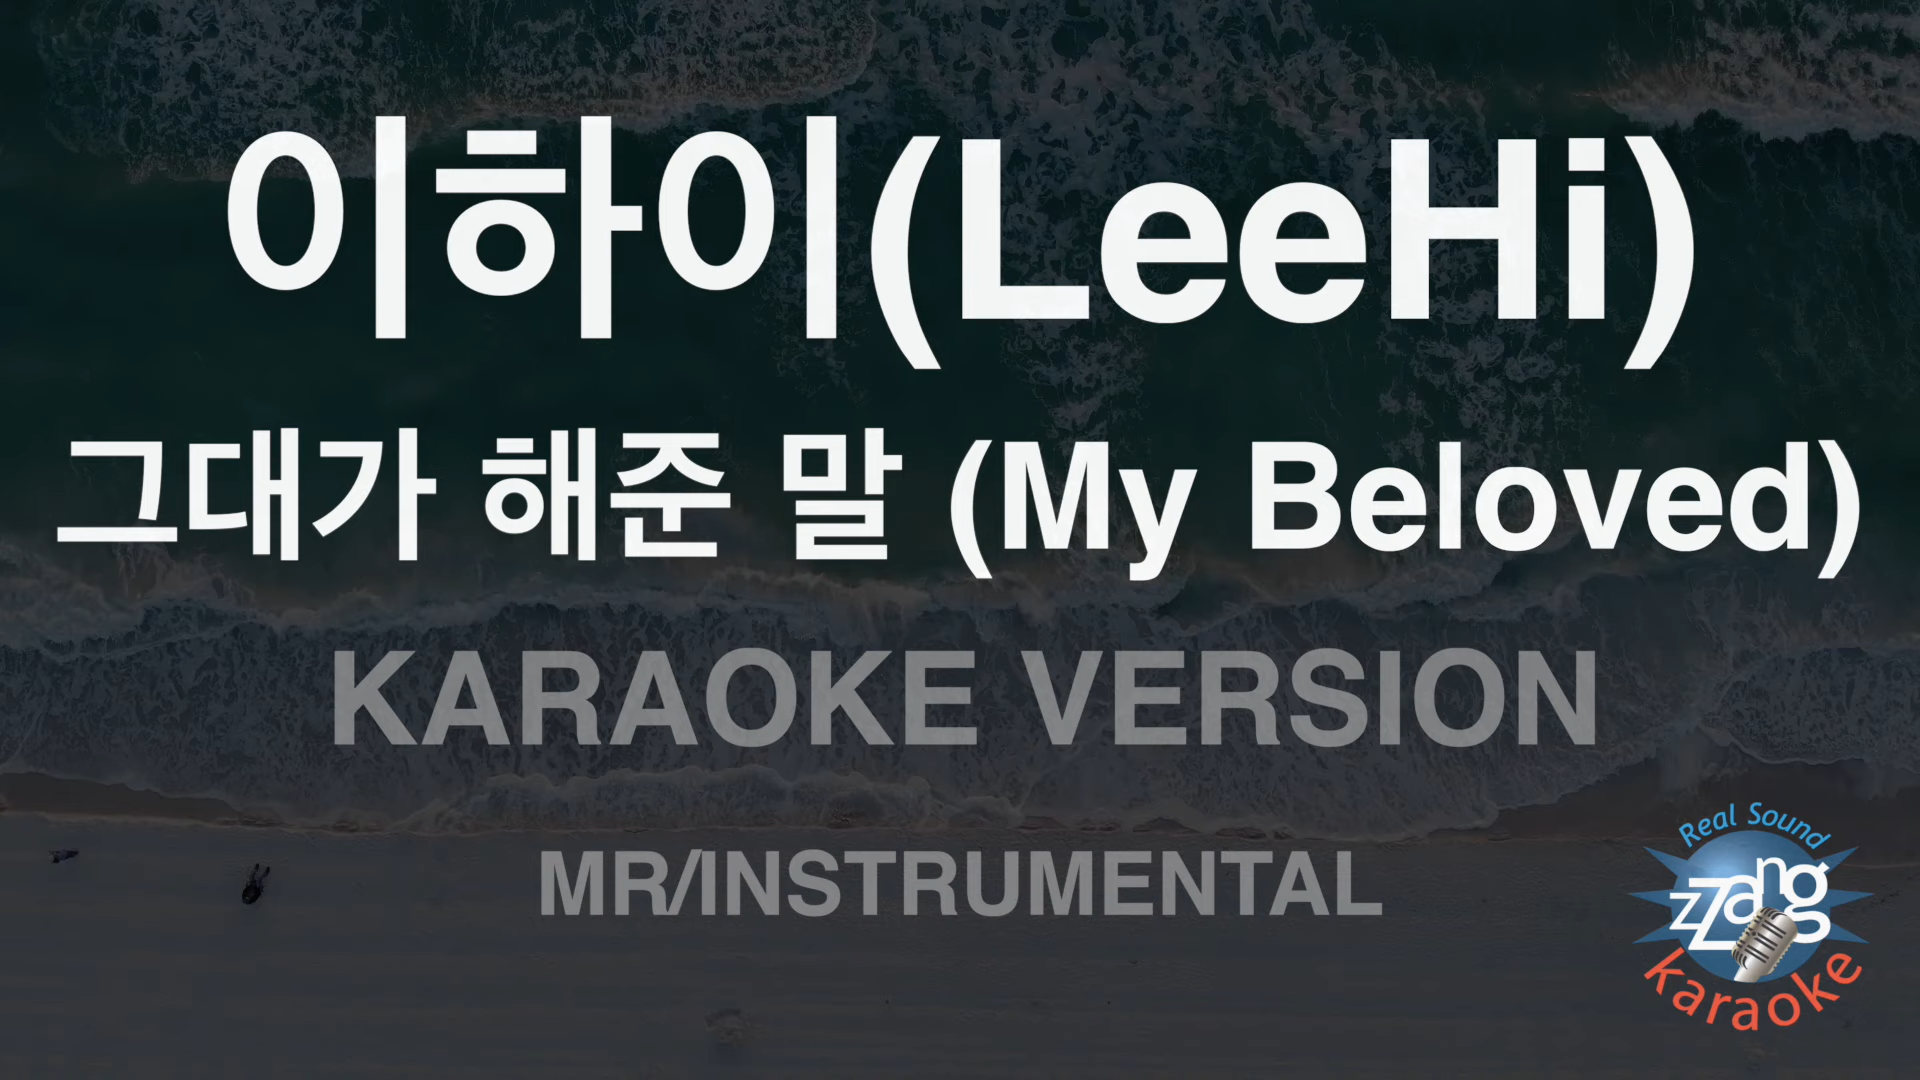 이하이(LeeHi)
그대가 해준 말 (My Beloved)
KARAOKE VERSION
MR/INSTRUMENTAL
Real Sound
zZang
karaoke